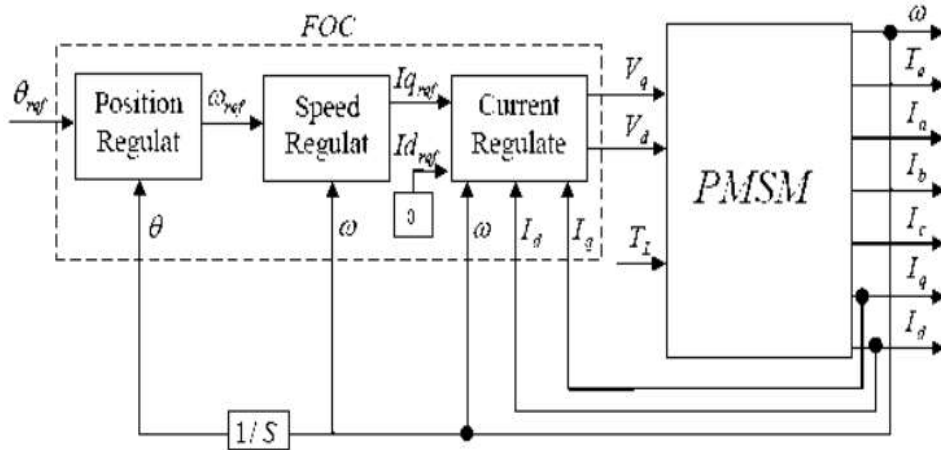 FOC
θref
Position
Regulat
ωref
Speed
Regulat
Iqref
Idref
0
Current
Regulate
Vq
Vd
TL
PMSM
ω
Ia
Ib
Ic
Iq
Id
θ
ω
ω
Id
Iq
1/S